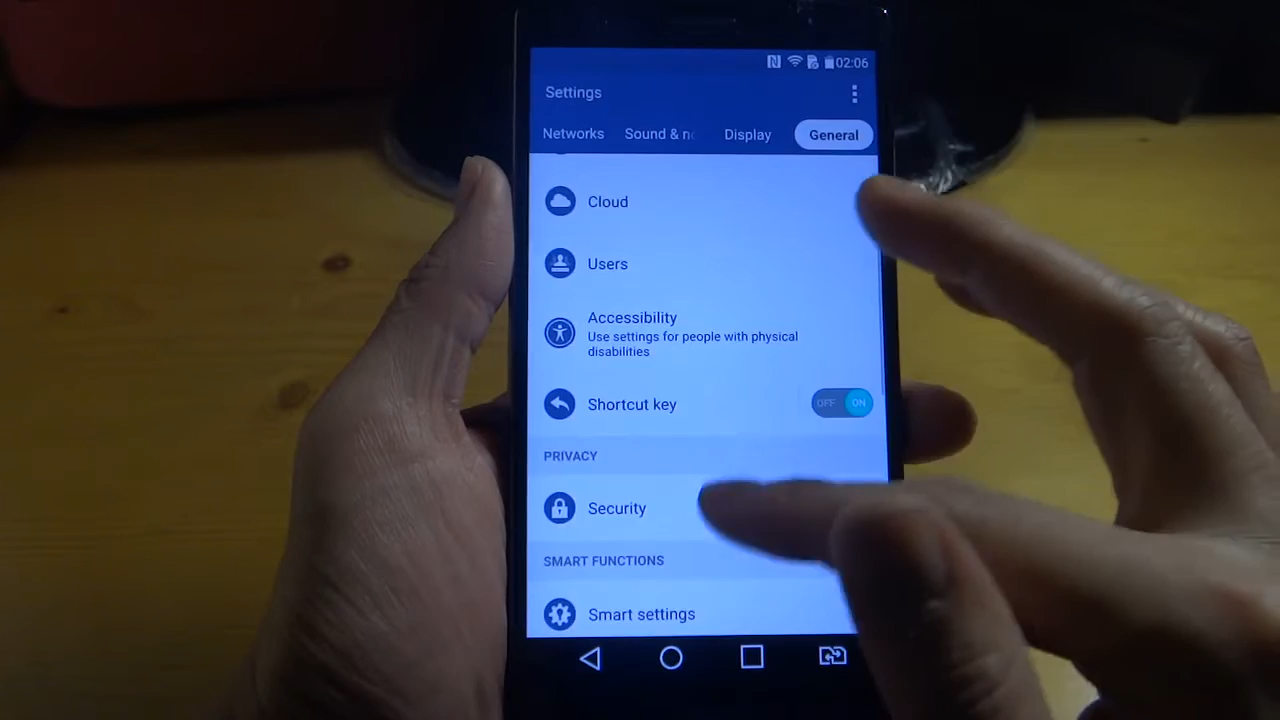 02:06
Settings
Networks Sound & no Display General
Cloud
Users
Accessibility
Use settings for people with physical
disabilities
Shortcut key OFF ON
PRIVACY
Security
SMART FUNCTIONS
Smart settings